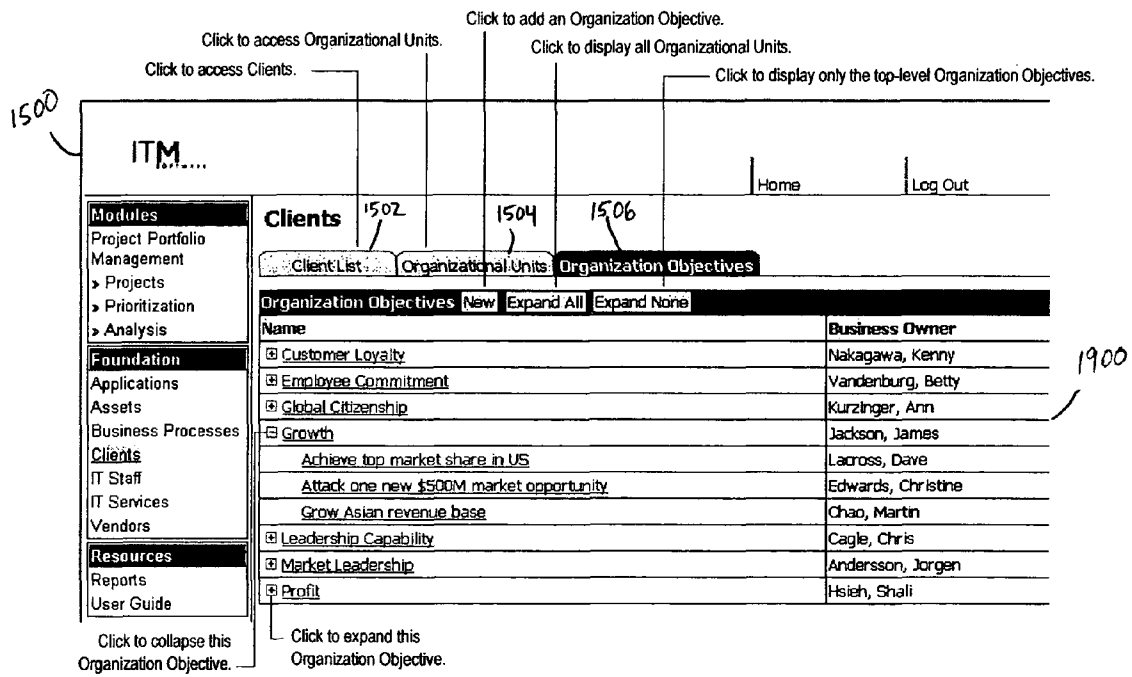 Click to add an Organization Objective.
Click to access Organizational Units.
Click to display all Organizational Units.
Click to access Clients.
Click to display only the top-level Organization Objectives.
1500
ITM
Home
Log Out
Modules
Project Portfolio
Management
» Projects
» Prioritization
» Analysis
Foundation
Applications
Assets
Business Processes
Clients
IT Staff
IT Services
Vendors
Resources
Reports
User Guide
Clients
1502
1504
1506
Client List
Organizational Units
Organization Objectives
Organization Objectives New Expand All Expand None
Name Business Owner
Customer Loyalty Nakagawa, Kenny
Employee Commitment Vandenburg, Betty
Global Citizenship Kurzinger, Ann
1900
Growth Jackson, James
Achieve top market share in US Lacross, Dave
Attack one new $500M market opportunity Edwards, Christine
Grow Asian revenue base Chao, Martin
Leadership Capability Cagle, Chris
Market Leadership Andersson, Jorgen
Profit Hsieh, Shali
Click to collapse this
Organization Objective.
Click to expand this
Organization Objective.